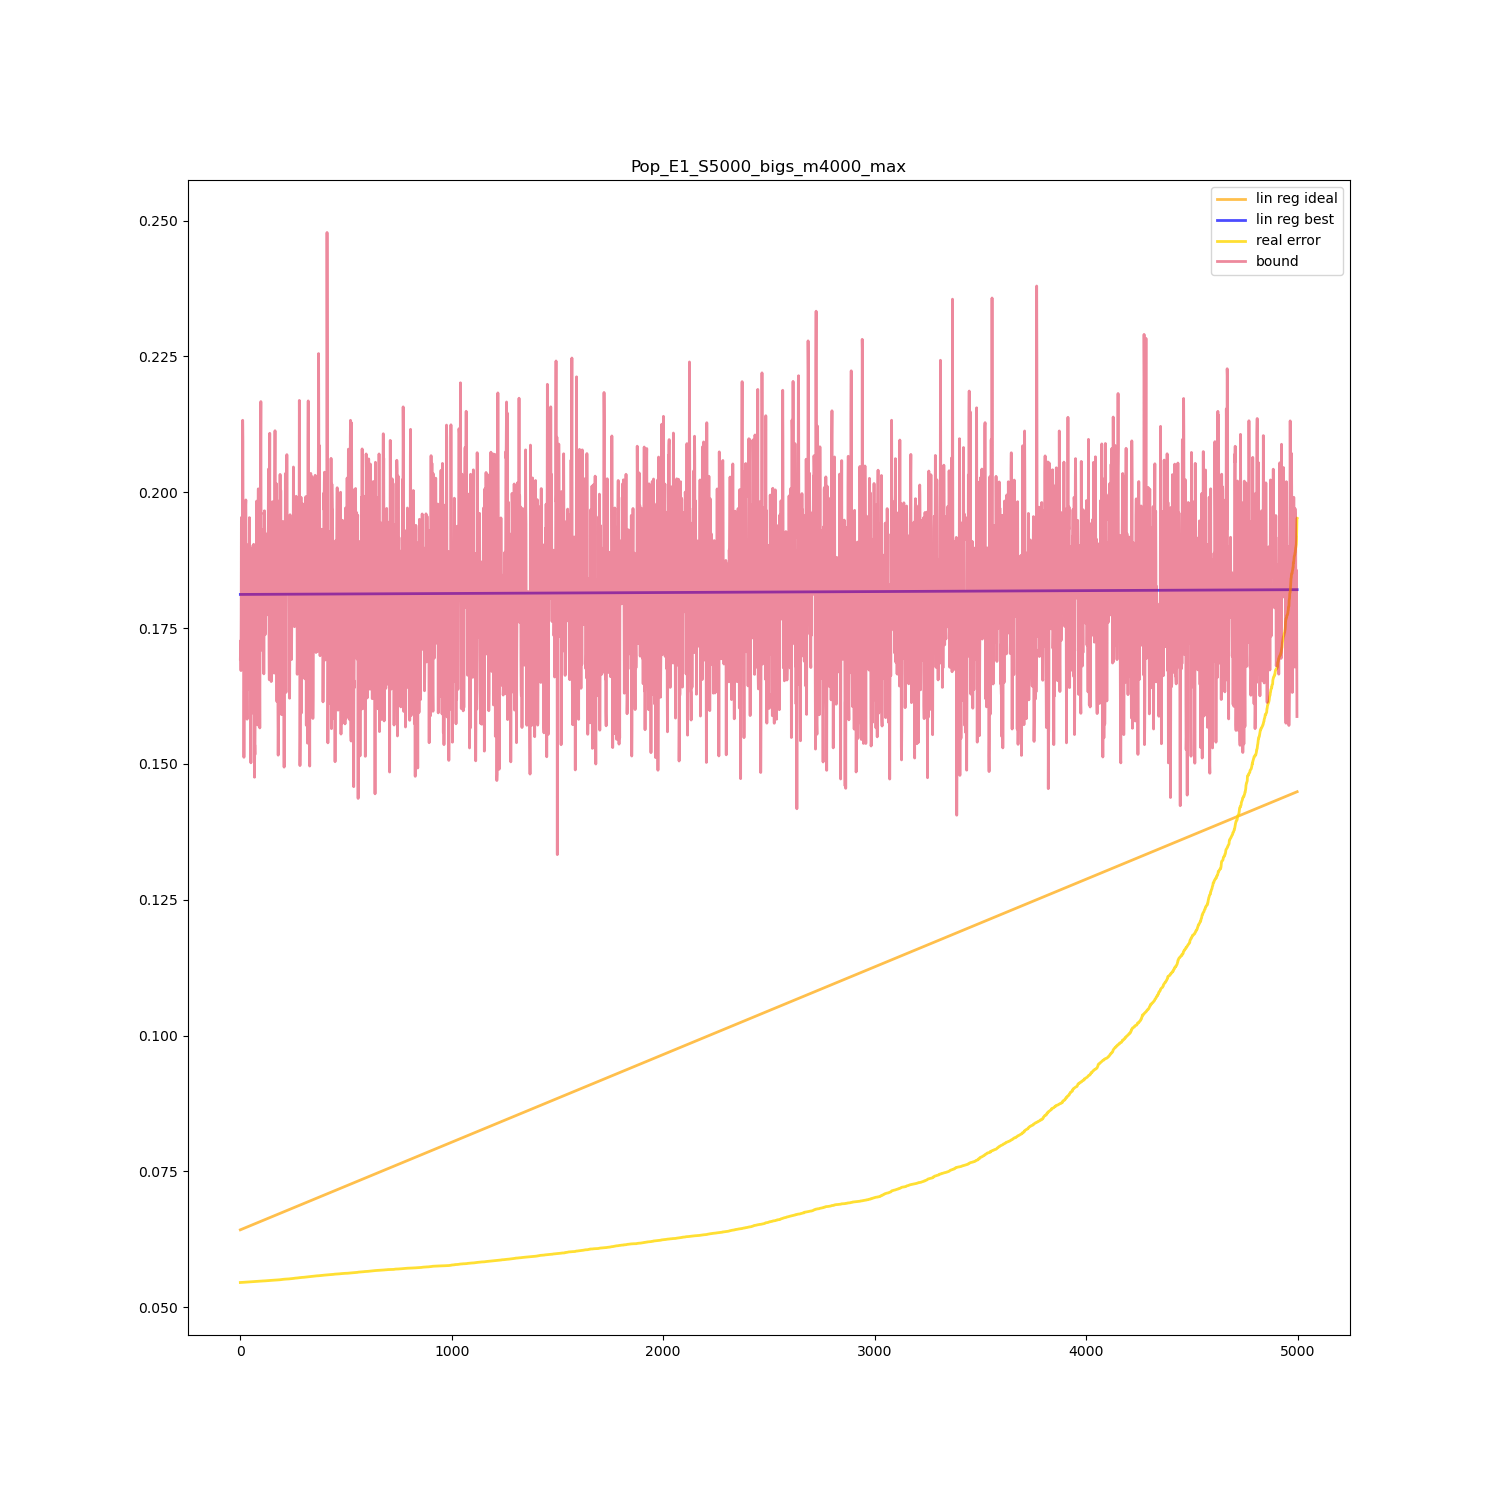 Pop_E1_S5000_bigs_m4000_max
lin reg ideal
lin reg best
real error
bound
0.250
0.225
0.200
0.175
0.150
0.125
0.100
0.075
0.050
0 1000 2000 3000 4000 5000